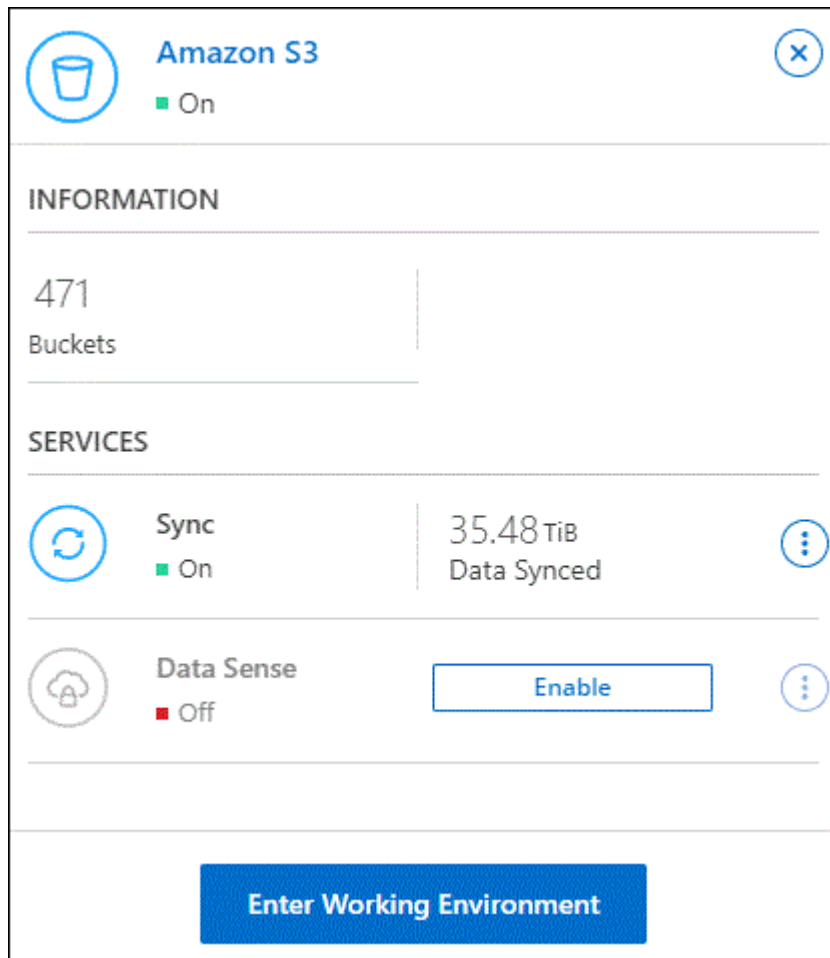 Amazon S3
On
INFORMATION
471
Buckets
SERVICES
Sync
On
35.48 TiB
Data Synced
Data Sense
Off
Enable
Enter Working Environment